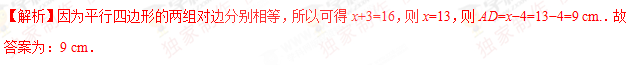 【解析】因为平行四边形的两组对边分别相等，所以可得 x+3=16，则 x=13，则 AD=x−4=13−4=9 cm.．故
答案为：9 cm．